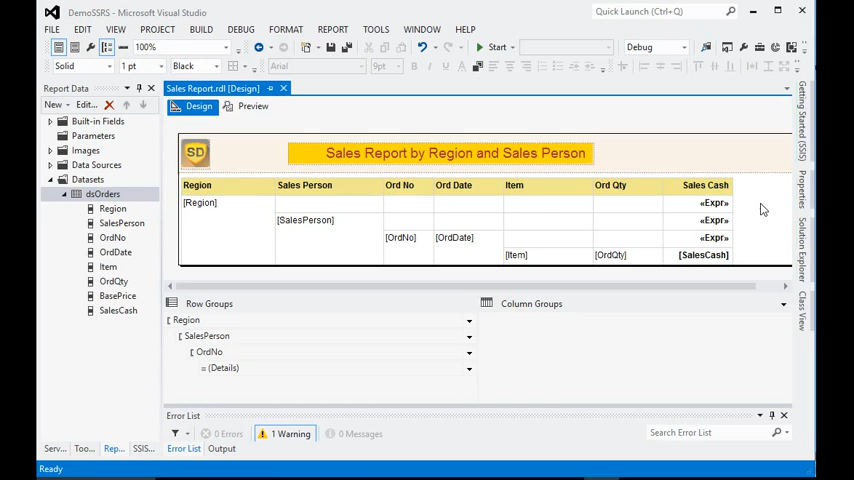 DemoSSRS - Microsoft Visual Studio
Quick Launch (Ctrl+Q)
FILE EDIT VIEW PROJECT BUILD DEBUG FORMAT REPORT TOOLS WINDOW HELP
100% Start Debug
Solid 1 pt Black Arial 9pt B I U A
Report Data
New Edit...
Built-in Fields
Parameters
Images
Data Sources
Datasets
dsOrders
Region
SalesPerson
OrdNo
OrdDate
Item
OrdQty
BasePrice
SalesCash
Sales Report.rdl [Design]
Design Preview
SD
Sales Report by Region and Sales Person
Region Sales Person Ord No Ord Date Item Ord Qty Sales Cash
[Region] «Expr»
[SalesPerson] «Expr»
[OrdNo] [OrdDate] «Expr»
[Item] [OrdQty] [SalesCash]
Row Groups Column Groups
Region
SalesPerson
OrdNo
(Details)
Error List
0 Errors 1 Warning 0 Messages Search Error List
Serv... Too... Rep... SSIS... Error List Output
Ready
Getting Started (SSIS)
Properties
Solution Explorer
Class View